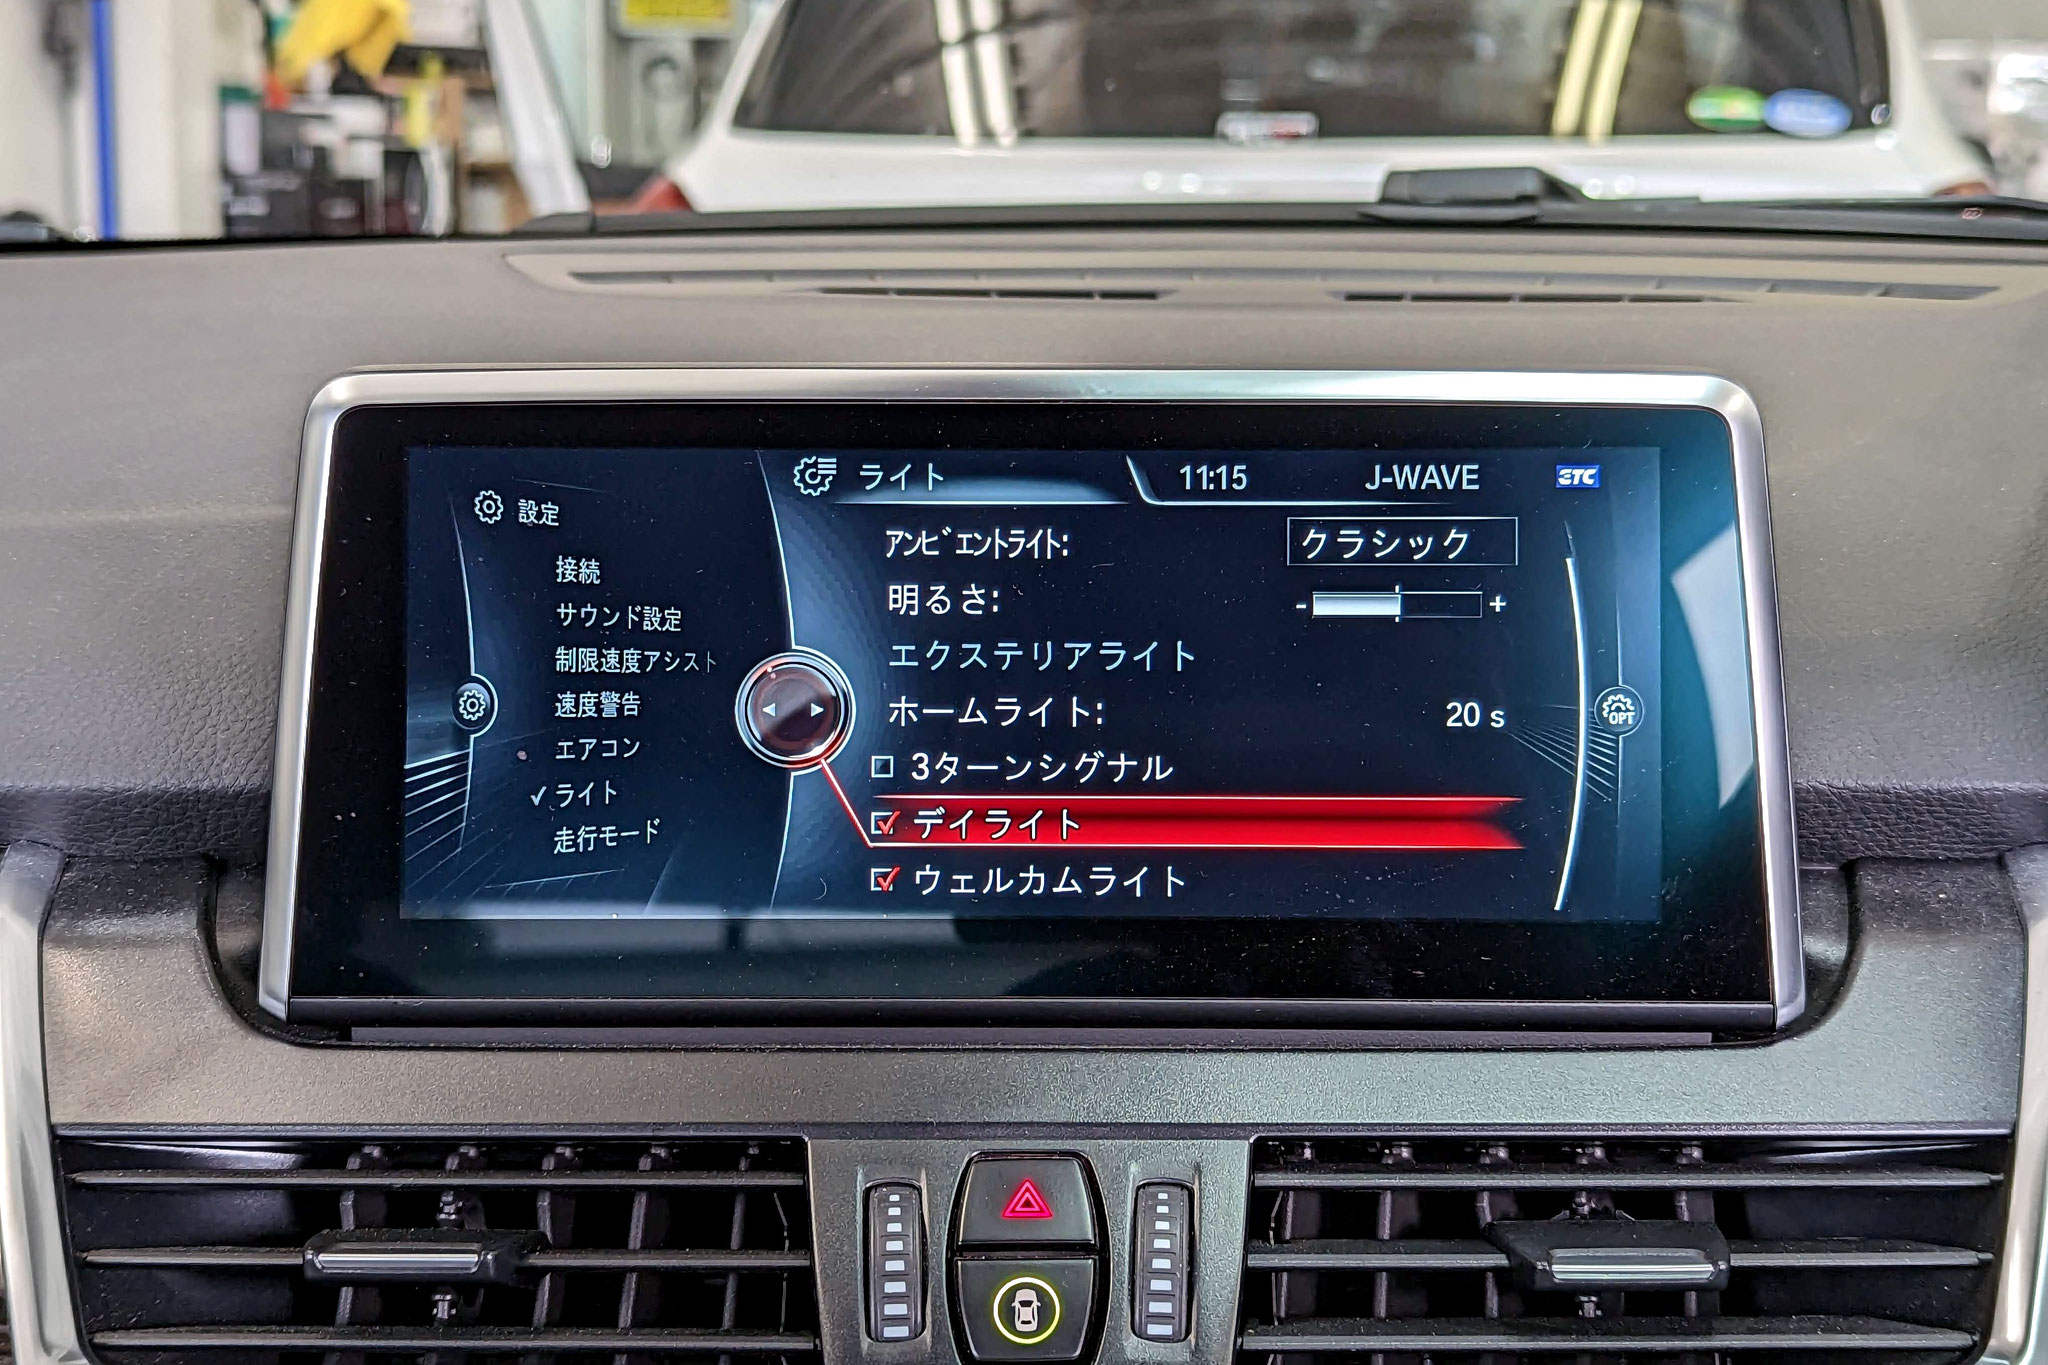 ライト
11:15
J-WAVE
ETC
設定
接続
サウンド設定
制限速度アシスト
速度警告
エアコン
✓ライト
走行モード
アンビエントライト:
クラシック
明るさ:
- +
エクステリアライト
ホームライト:
20 s
3ターンシグナル
デイライト
ウェルカムライト
OPT